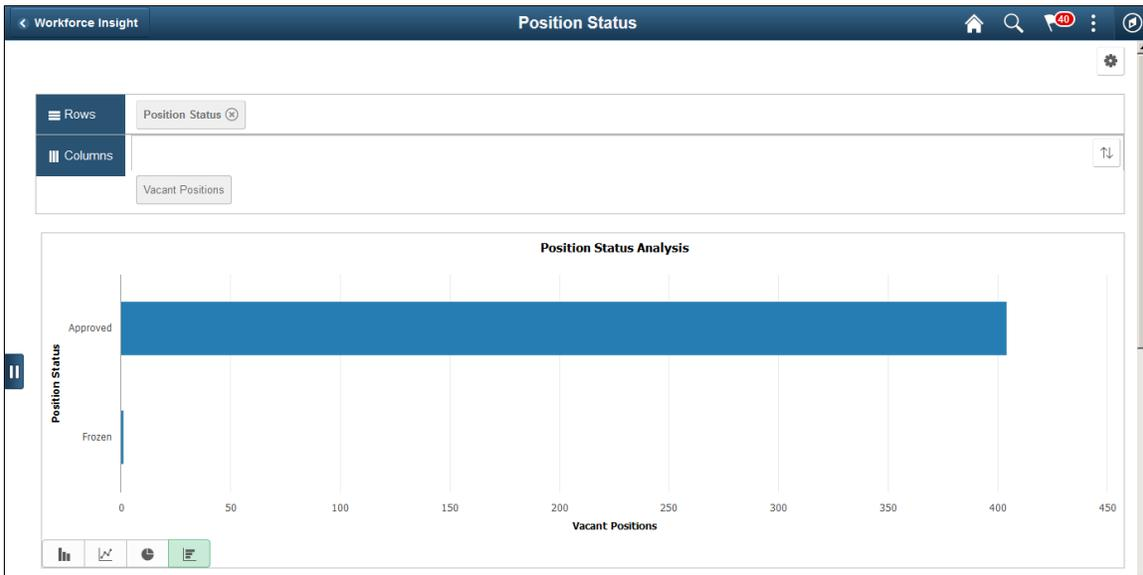 Workforce Insight
Position Status
40
Rows
Position Status
Columns
Vacant Positions
Position Status Analysis
Position Status
Approved
Frozen
0 50 100 150 200 250 300 350 400 450
Vacant Positions